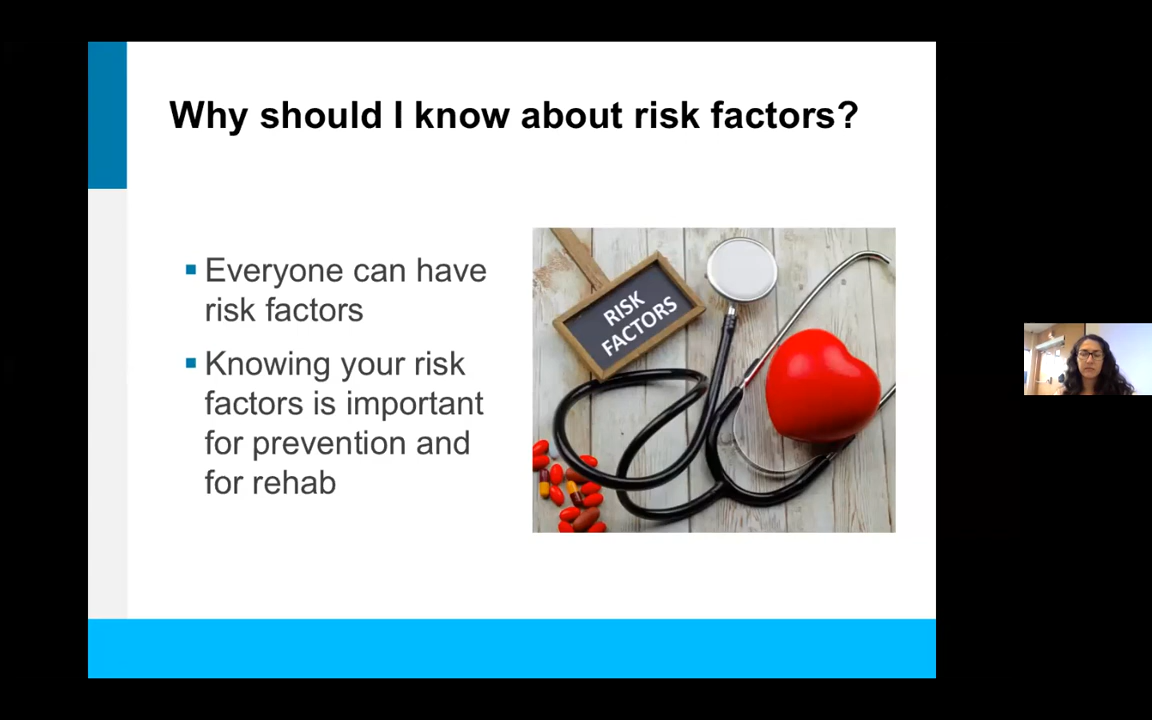 Why should I know about risk factors?
Everyone can have
risk factors
Knowing your risk
factors is important
for prevention and
for rehab
RISK
FACTORS